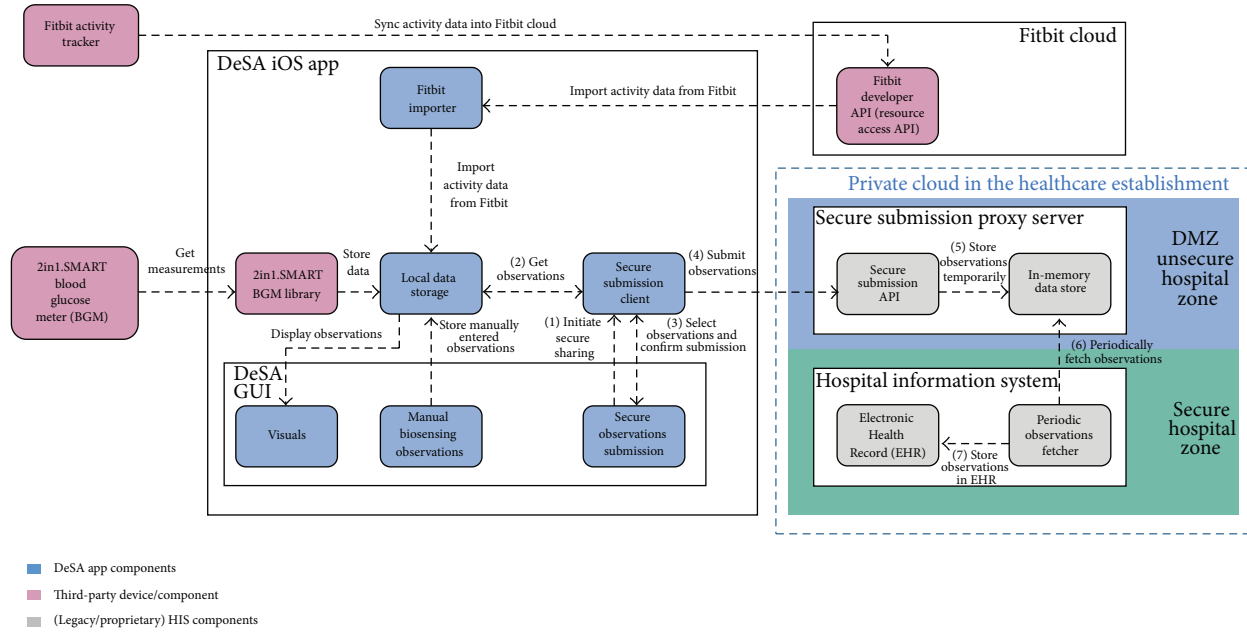 Fitbit activity
tracker
Sync activity data into Fitbit cloud
Fitbit cloud
DeSA iOS app
Fitbit
importer
Import activity data from Fitbit
Fitbit
developer
API (resource
access API)
Import
activity data
from Fitbit
Private cloud in the healthcare establishment
Secure submission proxy server
DMZ
unsecure
hospital
zone
2in1.SMART
blood
glucose
meter (BGM)
Get
measurements
2in1.SMART
BGM library
Store
data
Local data
storage
(2) Get
observations
Secure
submission
client
(4) Submit
observations
Secure
submission
API
(5) Store
observations
temporarily
In-memory
data store
Display observations
Store manually
entered
observations
(1) Initiate
secure
sharing
(3) Select
observations and
confirm submission
(6) Periodically
fetch observations
DeSA
GUI
Visuals
Manual
biosensing
observations
Secure
observations
submission
Hospital information system
Electronic
Health
Record (EHR)
(7) Store
observations
in EHR
Periodic
observations
fetcher
Secure
hospital
zone
DeSA app components
Third-party device/component
(Legacy/proprietary) HIS components